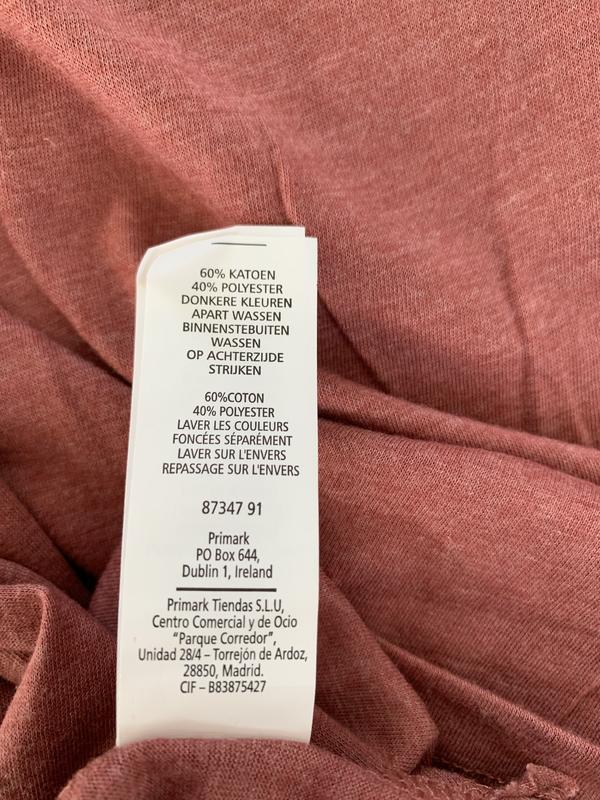 60% KATOEN
40% POLYESTER
DONKERE KLEUREN
APART WASSEN
BINNENSTEBUITEN
WASSEN
OP ACHTERZIJDE
STRIJKEN
60%COTON
40% POLYESTER
LAVER LES COULEURS
FONCÉES SÉPARÉMENT
LAVER SUR L'ENVERS
REPASSAGE SUR L'ENVERS
87347 91
Primark
PO Box 644,
Dublin 1, Ireland
Primark Tiendas S.L.U,
Centro Comercial y de Ocio
“Parque Corredor”,
Unidad 28/4 – Torrejón de Ardoz,
28850, Madrid.
CIF – B83875427